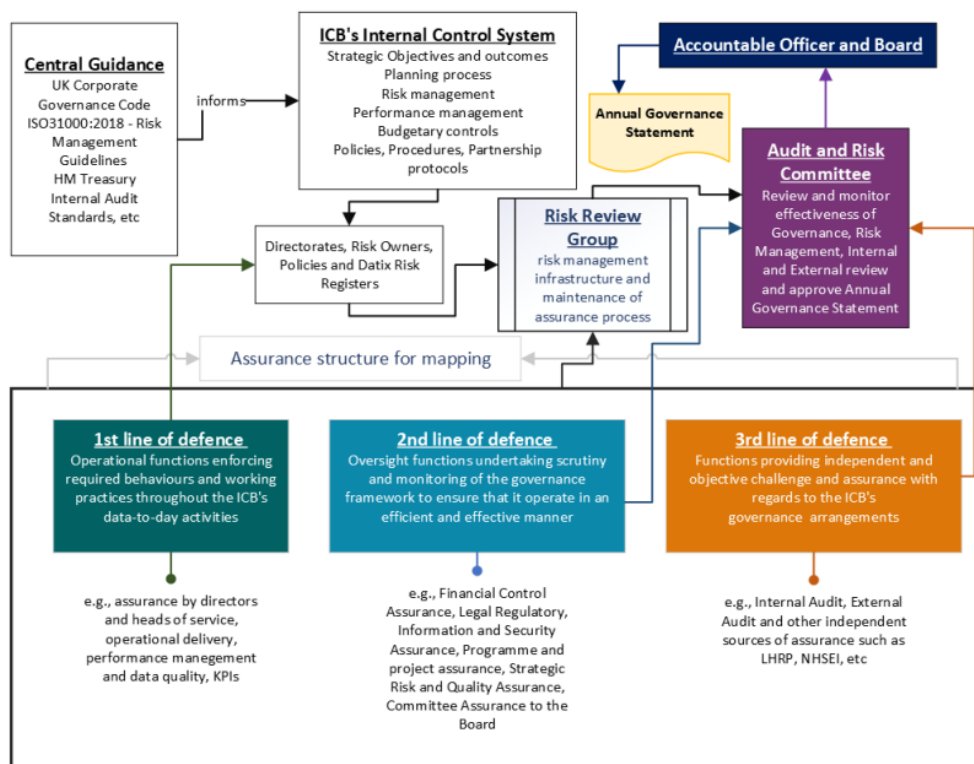 Central Guidance
UK Corporate
Governance Code
ISO31000:2018 - Risk
Management
Guidelines
HM Treasury
Internal Audit
Standards, etc
informs
ICB's Internal Control System
Strategic Objectives and outcomes
Planning process
Risk management
Performance management
Budgetary controls
Policies, Procedures, Partnership
protocols
Accountable Officer and Board
Annual Governance
Statement
Audit and Risk
Committee
Review and monitor
effectiveness of
Governance, Risk
Management, Internal
and External review
and approve Annual
Governance Statement
Directorates, Risk Owners,
Policies and Datix Risk
Registers
Risk Review
Group
risk management
infrastructure and
maintenance of
assurance process
Assurance structure for mapping
1st line of defence
Operational functions enforcing
required behaviours and working
practices throughout the ICB's
data-to-day activities
2nd line of defence
Oversight functions undertaking scrutiny
and monitoring of the governance
framework to ensure that it operate in an
efficient and effective manner
3rd line of defence
Functions providing independent and
objective challenge and assurance with
regards to the ICB's
governance arrangements
e.g., assurance by directors
and heads of service,
operational delivery,
performance manegement
and data quality, KPIs
e.g., Financial Control
Assurance, Legal Regulatory,
Information and Security
Assurance, Programme and
project assurance, Strategic
Risk and Quality Assurance,
Committee Assurance to the
Board
e.g., Internal Audit, External
Audit and other independent
sources of assurance such as
LHRP, NHSEI, etc